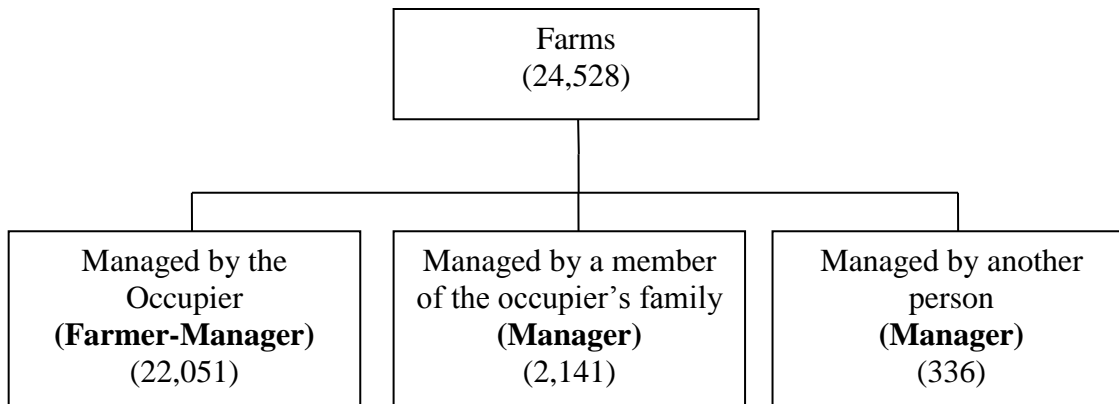 Farms
(24,528)
Managed by the
Occupier
(Farmer-Manager)
(22,051)
Managed by a member
of the occupier’s family
(Manager)
(2,141)
Managed by another
person
(Manager)
(336)